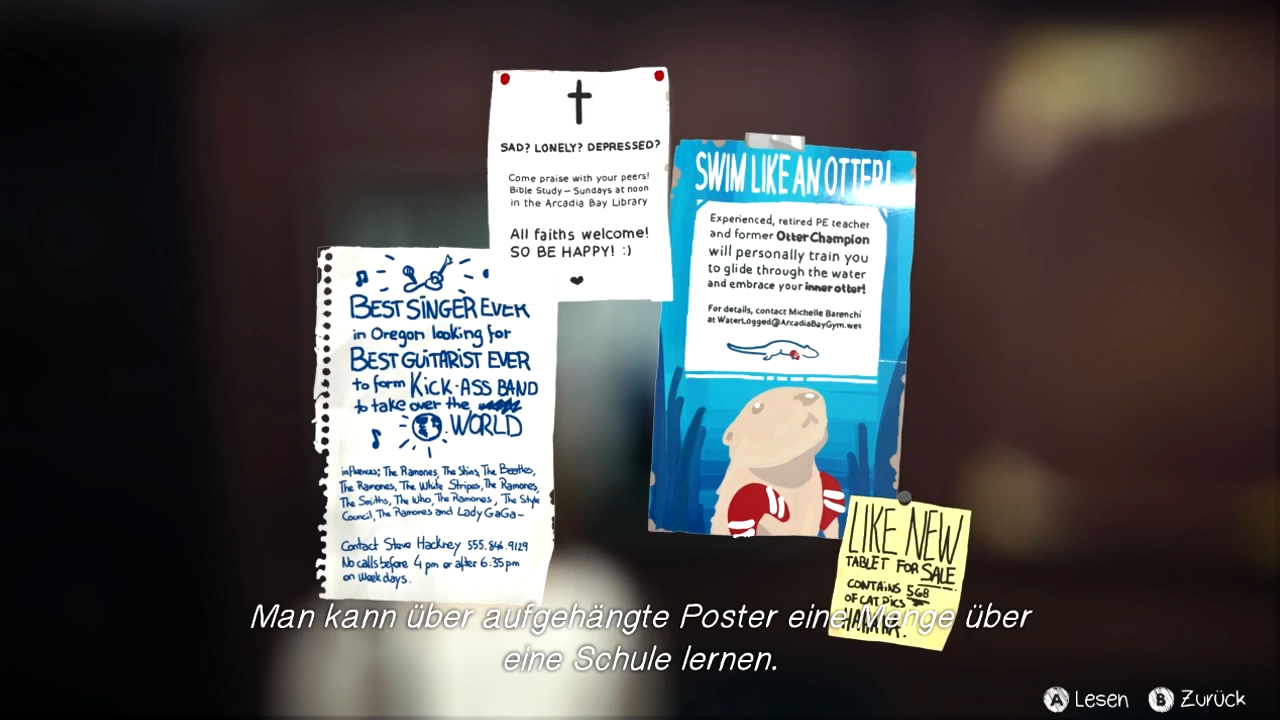 SAD? LONELY? DEPRESSED?
Come praise with your peers!
Bible Study – Sundays at noon
in the Arcadia Bay Library
All faiths welcome!
SO BE HAPPY! :)
SWIM LIKE AN OTTER!
Experienced, retired PE teacher
and former Otter Champion
will personally train you
to glide through the water
and embrace your inner otter!
For details, contact Michelle Barenchi
at WaterLogged@ArcadiaBayGym.wet
BEST SINGER EVER
in Oregon looking for
BEST GUITARIST EVER
to form KICK-ASS BAND
to take over the
WORLD
influences: The Ramones, The Shins, The Beatles,
The Ramones, The White Stripes, The Ramones,
The Smiths, The Who, The Ramones, The Style
Council, The Ramones and Lady GaGa –
Contact Steve Hackney 555.846.9129
No calls before 4 pm or after 6:35 pm
on weekdays.
LIKE NEW
TABLET FOR SALE.
CONTAINS 5GB
OF CAT PICS
Man kann über aufgehängte Poster eine Menge über
eine Schule lernen.
A Lesen B Zurück